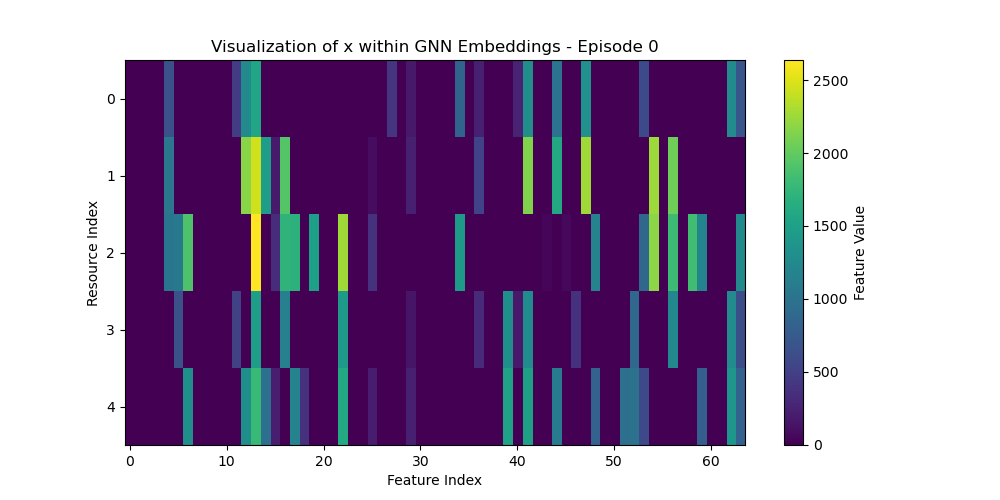 Visualization of x within GNN Embeddings - Episode 0
0
1
2
3
4
Resource Index
0 10 20 30 40 50 60
Feature Index
2500
2000
1500
1000
500
0
Feature Value